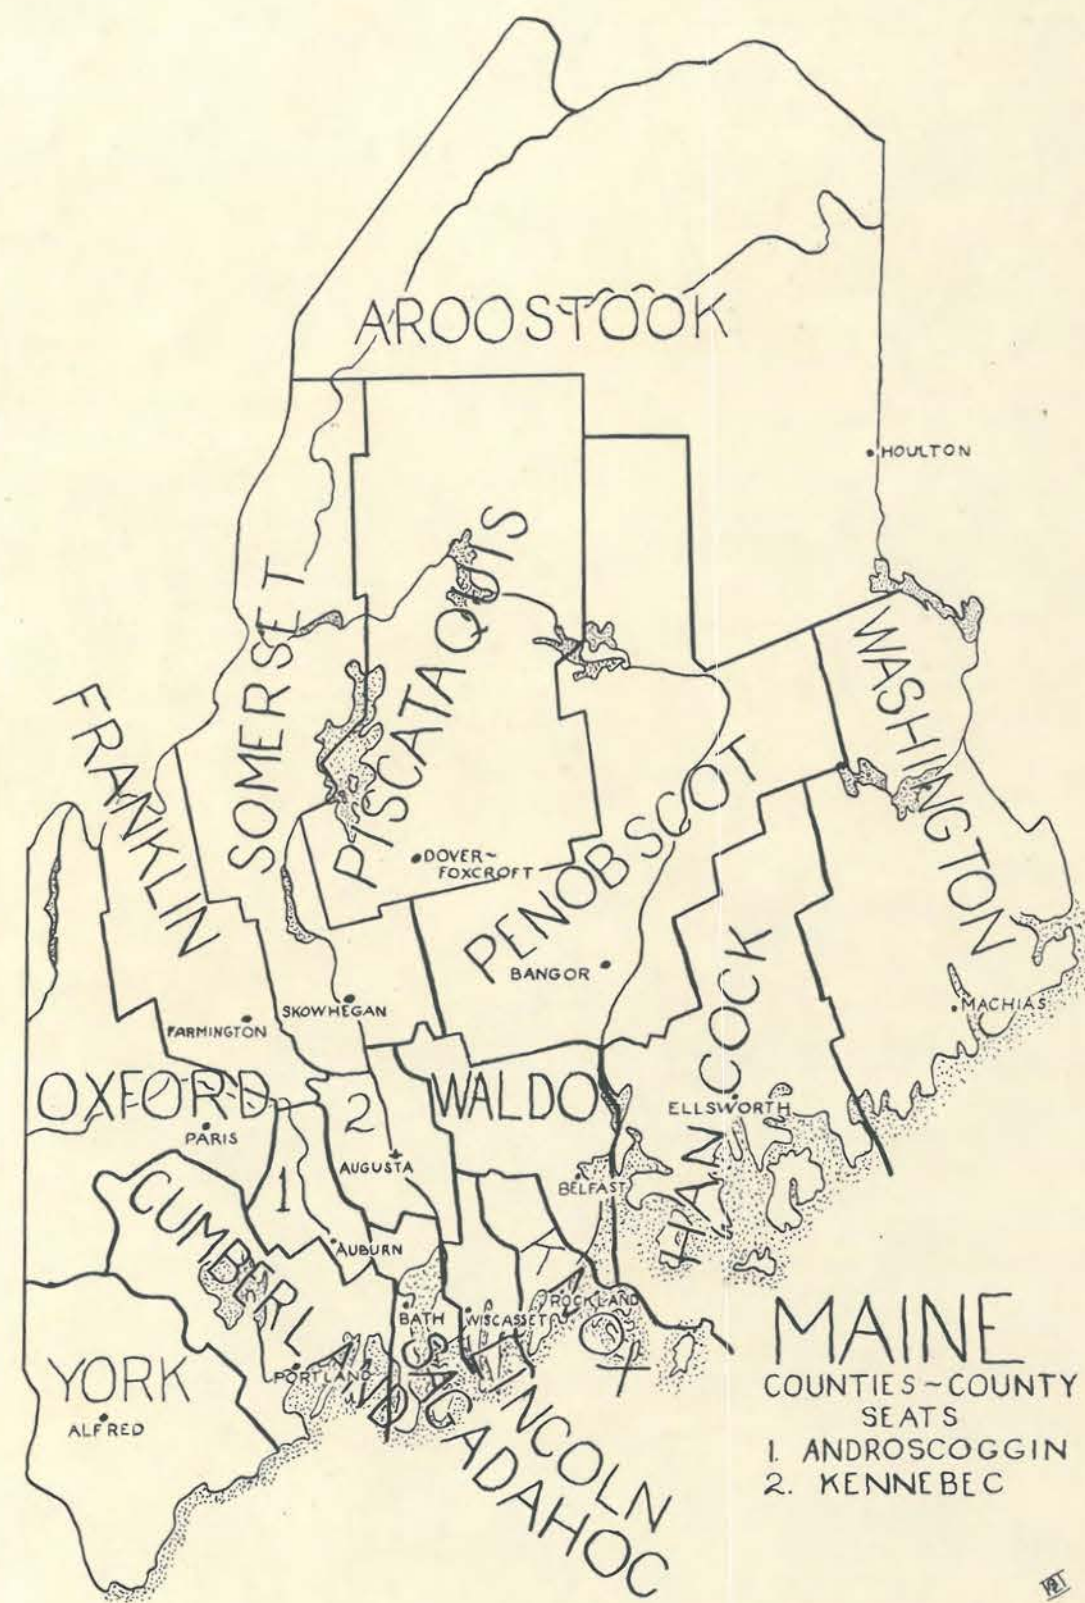 AROOSTOOK
HOULTON
PISCATAQUIS
SOMERSET
WASHINGTON
FRANKLIN
PENOBSCOT
DOVER~
FOXCROFT
BANGOR
HANCOCK
SKOWHEGAN
MACHIAS
FARMINGTON
OXFORD
2
WALDO
ELLSWORTH
PARIS
AUGUSTA
1
BELFAST
CUMBERLAND
AUBURN
KNOX
ROCKLAND
BATH
WISCASSET
YORK
PORTLAND
SAGADAHOC
LINCOLN
ALFRED
MAINE
COUNTIES~COUNTY
SEATS
1. ANDROSCOGGIN
2. KENNEBEC